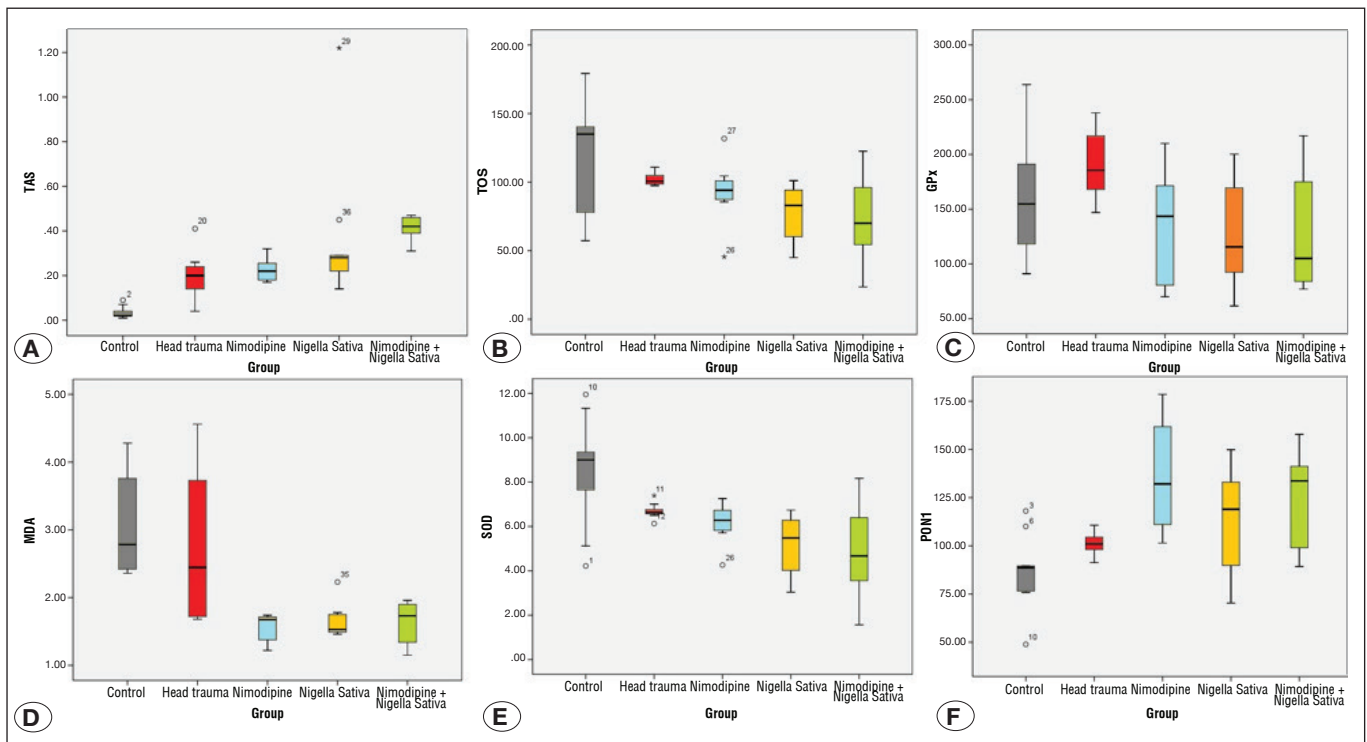 1.20
1.00
.80
.60
.40
.20
.00
TAS
29
20
36
2
Control Head trauma Nimodipine Nigella Sativa Nimodipine +
Nigella Sativa
Group
A
200.00
150.00
100.00
50.00
.00
TOS
27
26
Control Head trauma Nimodipine Nigella Sativa Nimodipine +
Nigella Sativa
Group
B
300.00
250.00
200.00
150.00
100.00
50.00
GPx
Control Head trauma Nimodipine Nigella Sativa Nimodipine +
Nigella Sativa
Group
C
5.00
4.00
3.00
2.00
1.00
MDA
35
Control Head trauma Nimodipine Nigella Sativa Nimodipine +
Nigella Sativa
Group
D
12.00
10.00
8.00
6.00
4.00
2.00
.00
SOD
10
11
12
1
26
Control Head trauma Nimodipine Nigella Sativa Nimodipine +
Nigella Sativa
Group
E
175.00
150.00
125.00
100.00
75.00
50.00
PON1
3
6
10
Control Head trauma Nimodipine Nigella Sativa Nimodipine +
Nigella Sativa
Group
F